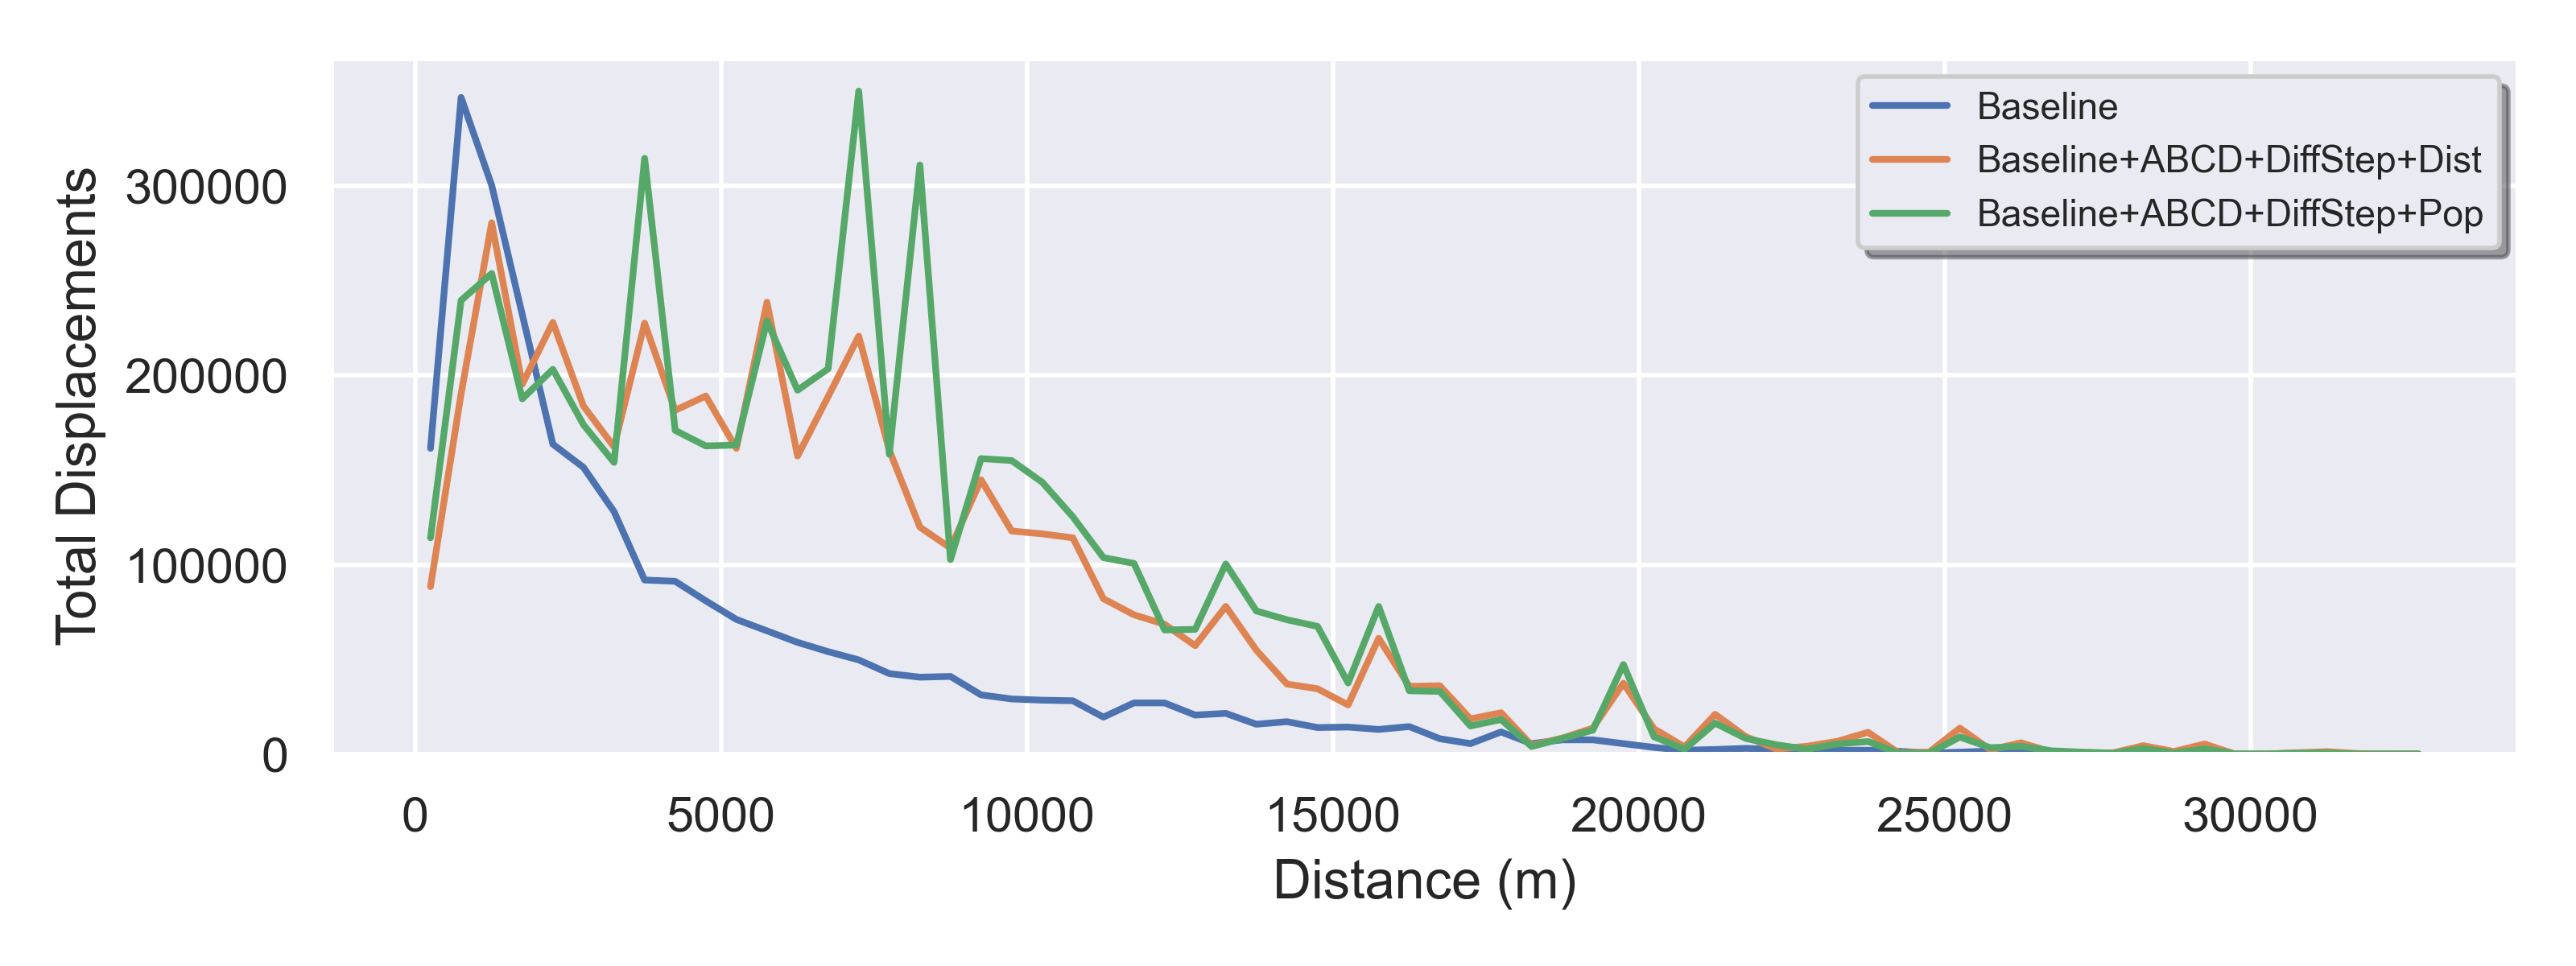 Baseline
Baseline+ABCD+DiffStep+Dist
Baseline+ABCD+DiffStep+Pop
Total Displacements
300000
200000
100000
0
0 5000 10000 15000 20000 25000 30000
Distance (m)